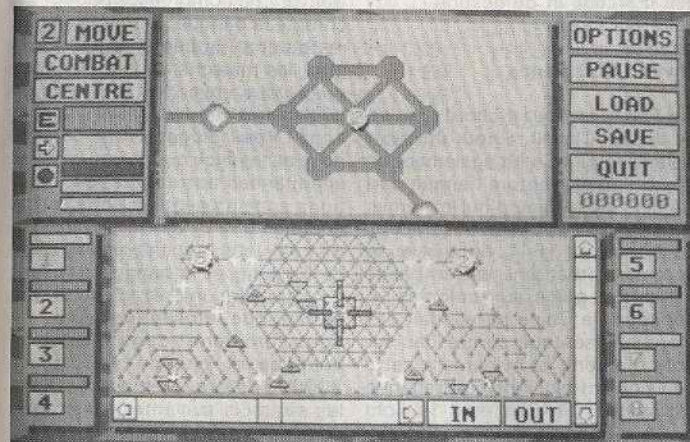 2 MOVE
COMBAT
CENTRE
E
OPTIONS
PAUSE
LOAD
SAVE
QUIT
000000
1
2
3
4
5
6
7
8
IN OUT